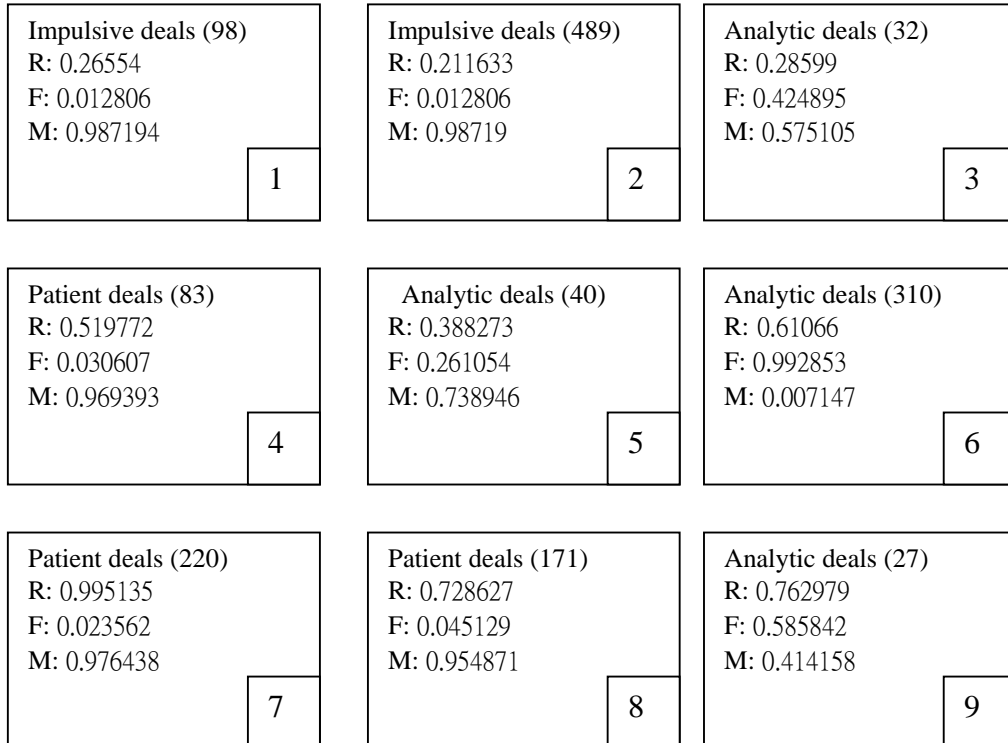 Impulsive deals (98)
R: 0.26554
F: 0.012806
M: 0.987194
1
Impulsive deals (489)
R: 0.211633
F: 0.012806
M: 0.98719
2
Analytic deals (32)
R: 0.28599
F: 0.424895
M: 0.575105
3
Patient deals (83)
R: 0.519772
F: 0.030607
M: 0.969393
4
Analytic deals (40)
R: 0.388273
F: 0.261054
M: 0.738946
5
Analytic deals (310)
R: 0.61066
F: 0.992853
M: 0.007147
6
Patient deals (220)
R: 0.995135
F: 0.023562
M: 0.976438
7
Patient deals (171)
R: 0.728627
F: 0.045129
M: 0.954871
8
Analytic deals (27)
R: 0.762979
F: 0.585842
M: 0.414158
9